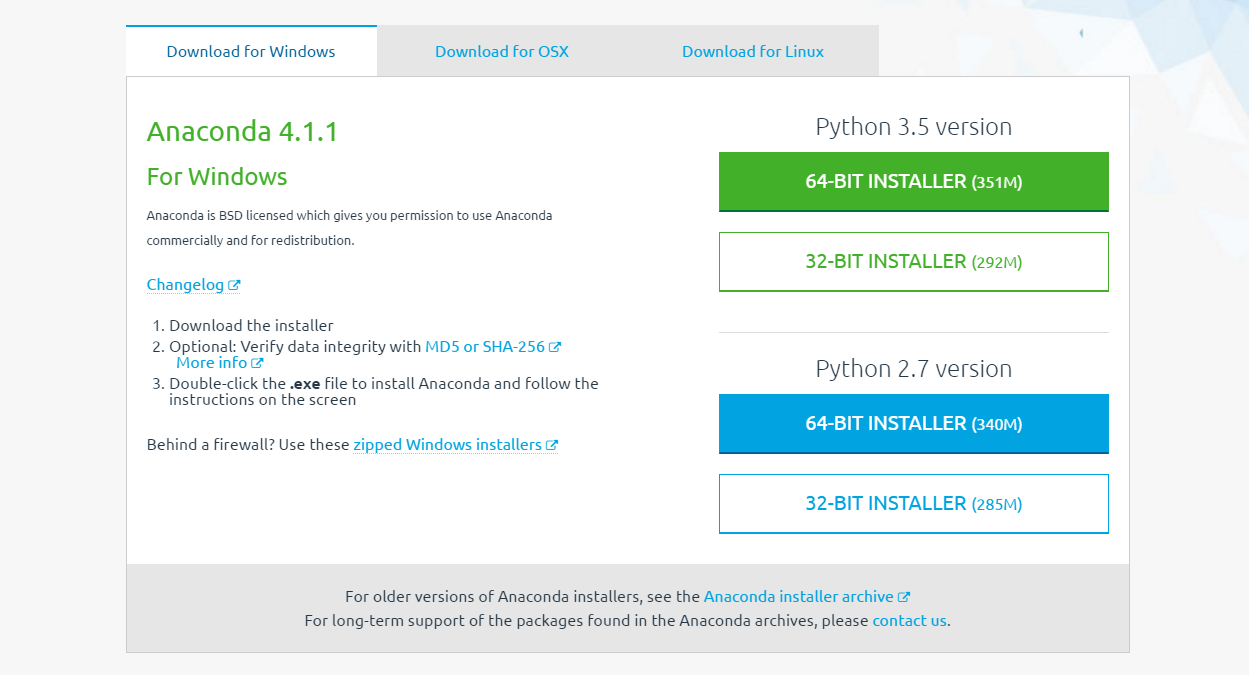 Download for Windows
Download for OSX
Download for Linux
Anaconda 4.1.1
For Windows
Anaconda is BSD licensed which gives you permission to use Anaconda
commercially and for redistribution.
Changelog
1. Download the installer
2. Optional: Verify data integrity with MD5 or SHA-256
More info
3. Double-click the .exe file to install Anaconda and follow the
instructions on the screen
Behind a firewall? Use these zipped Windows installers
Python 3.5 version
64-BIT INSTALLER (351M)
32-BIT INSTALLER (292M)
Python 2.7 version
64-BIT INSTALLER (340M)
32-BIT INSTALLER (285M)
For older versions of Anaconda installers, see the Anaconda installer archive
For long-term support of the packages found in the Anaconda archives, please contact us.